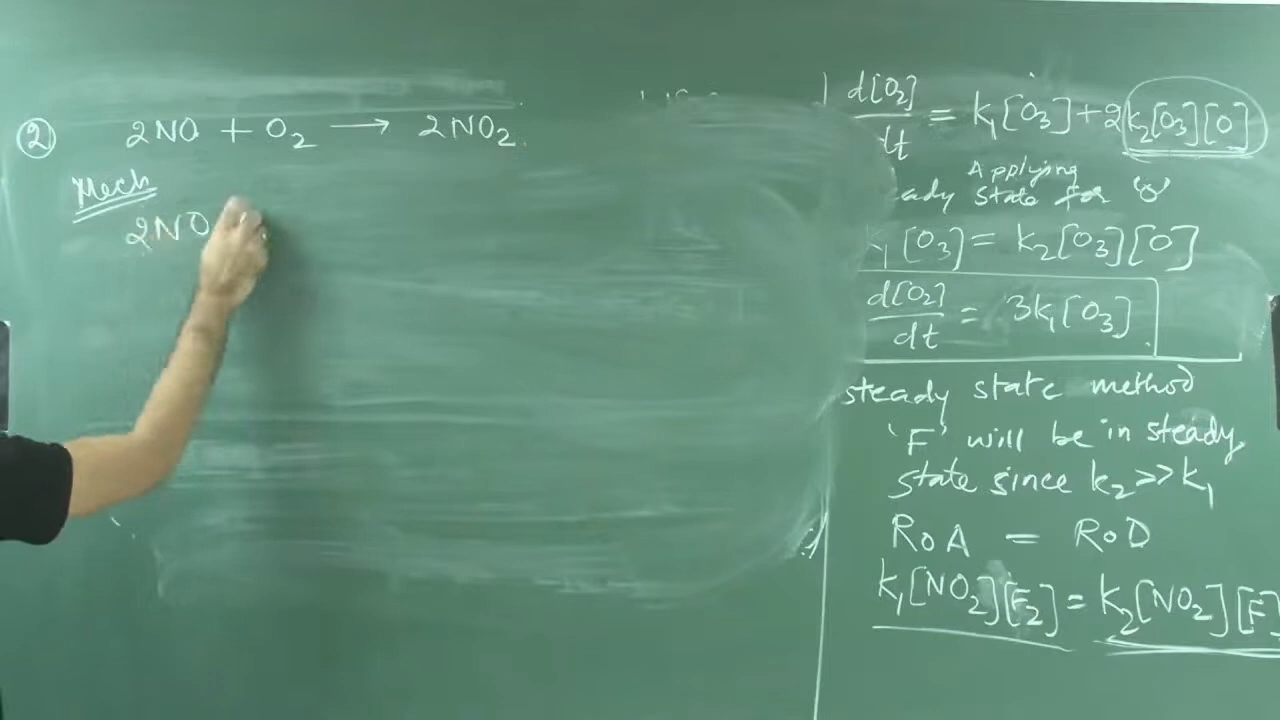 ② 2NO + O₂ → 2NO₂.
Mech
2NO
d[O₂]/dt = k₁[O₃] + 2k₂[O₃][O]
Applying
ady state for 'O'
k₁[O₃] = k₂[O₃][O]
d[O₂]/dt = 3k₁[O₃].
steady state method
'F' will be in steady
state since k₂ >> k₁
RoA = RoD
k₁[NO₂][F₂] = k₂[NO₂][F]